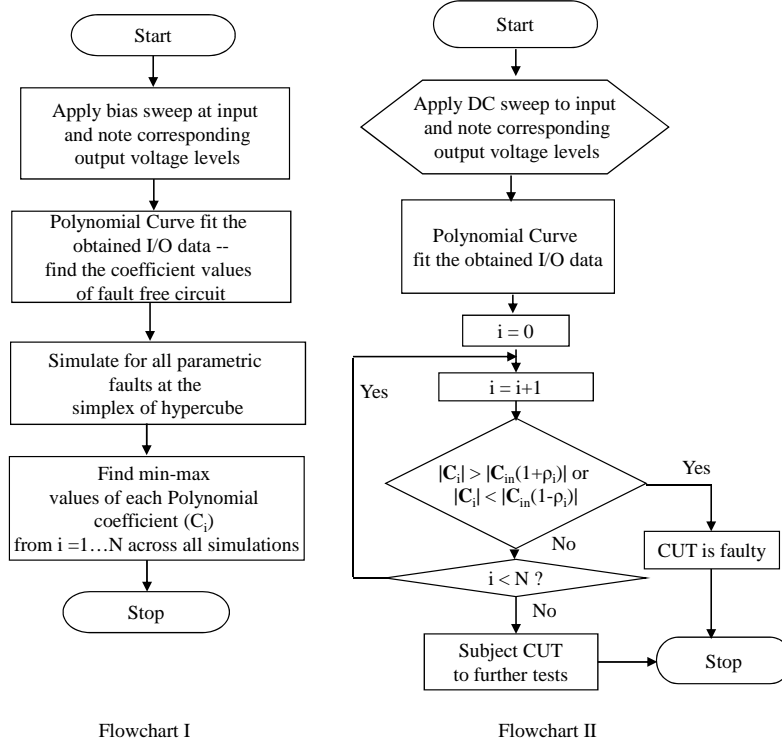 Start
Apply bias sweep at input
and note corresponding
output voltage levels
Polynomial Curve fit the
obtained I/O data --
find the coefficient values
of fault free circuit
Simulate for all parametric
faults at the
simplex of hypercube
Find min-max
values of each Polynomial
coefficient (Cᵢ)
from i =1…N across all simulations
Stop
Flowchart I
Start
Apply DC sweep to input
and note corresponding
output voltage levels
Polynomial Curve
fit the obtained I/O data
i = 0
Yes
i = i+1
|Cᵢ| > |Cᵢₙ(1+ρᵢ)| or
|Cᵢ| < |Cᵢₙ(1-ρᵢ)|
Yes
No
CUT is faulty
i < N ?
No
Subject CUT
to further tests
Stop
Flowchart II